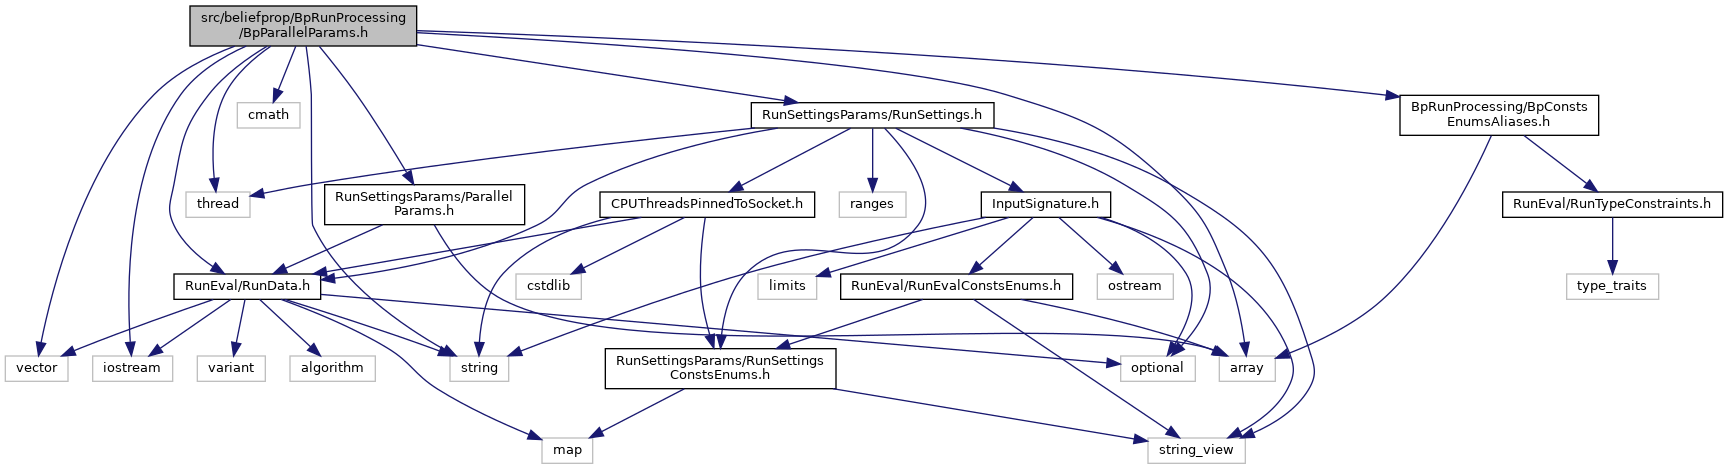 src/beliefprop/BpRunProcessing
/BpParallelParams.h
cmath
RunSettingsParams/RunSettings.h
BpRunProcessing/BpConsts
EnumsAliases.h
thread
RunSettingsParams/Parallel
Params.h
CPUThreadsPinnedToSocket.h
ranges
InputSignature.h
RunEval/RunTypeConstraints.h
RunEval/RunData.h
cstdlib
limits
RunEval/RunEvalConstsEnums.h
ostream
type_traits
vector
iostream
variant
algorithm
string
RunSettingsParams/RunSettings
ConstsEnums.h
optional
array
map
string_view